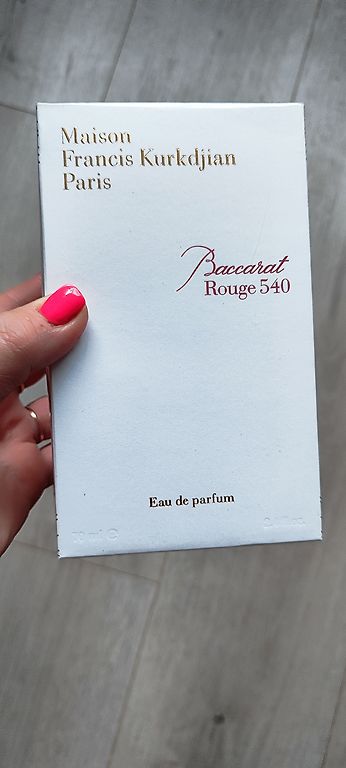 Maison
Francis Kurkdjian
Paris
Baccarat
Rouge 540
Eau de parfum